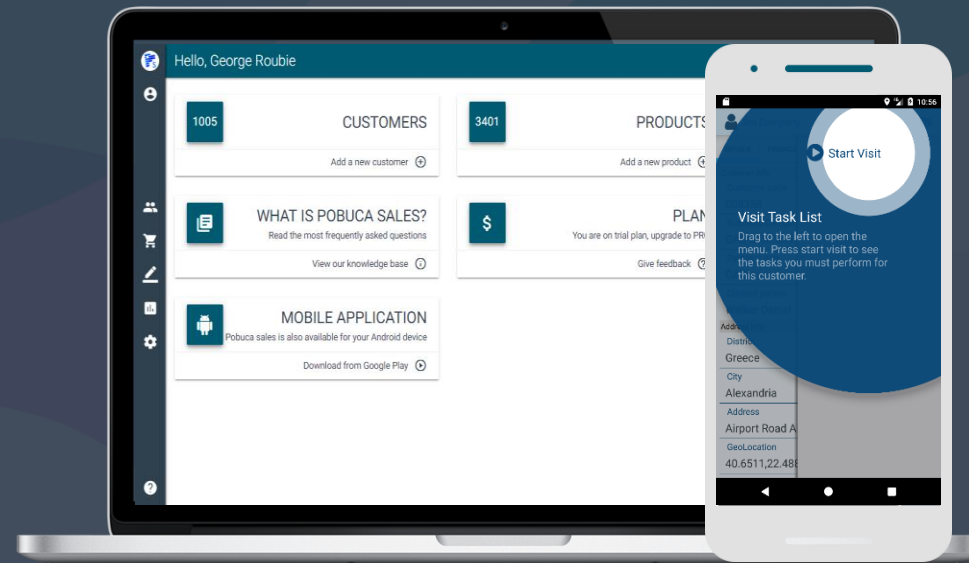 Hello, George Roubie
1005
CUSTOMERS
Add a new customer
3401
PRODUCTS
Add a new product
WHAT IS POBUCA SALES?
Read the most frequently asked questions
View our knowledge base
$
PLAN
You are on trial plan, upgrade to PR
Give feedback
MOBILE APPLICATION
Pobuca sales is also available for your Android device
Download from Google Play
10:56
Start Visit
Visit Task List
Drag to the left to open the
menu. Press start visit to see
the tasks you must perform for
this customer.
Addre
Distric
Greece
City
Alexandria
Address
Airport Road A
GeoLocation
40.6511,22.488